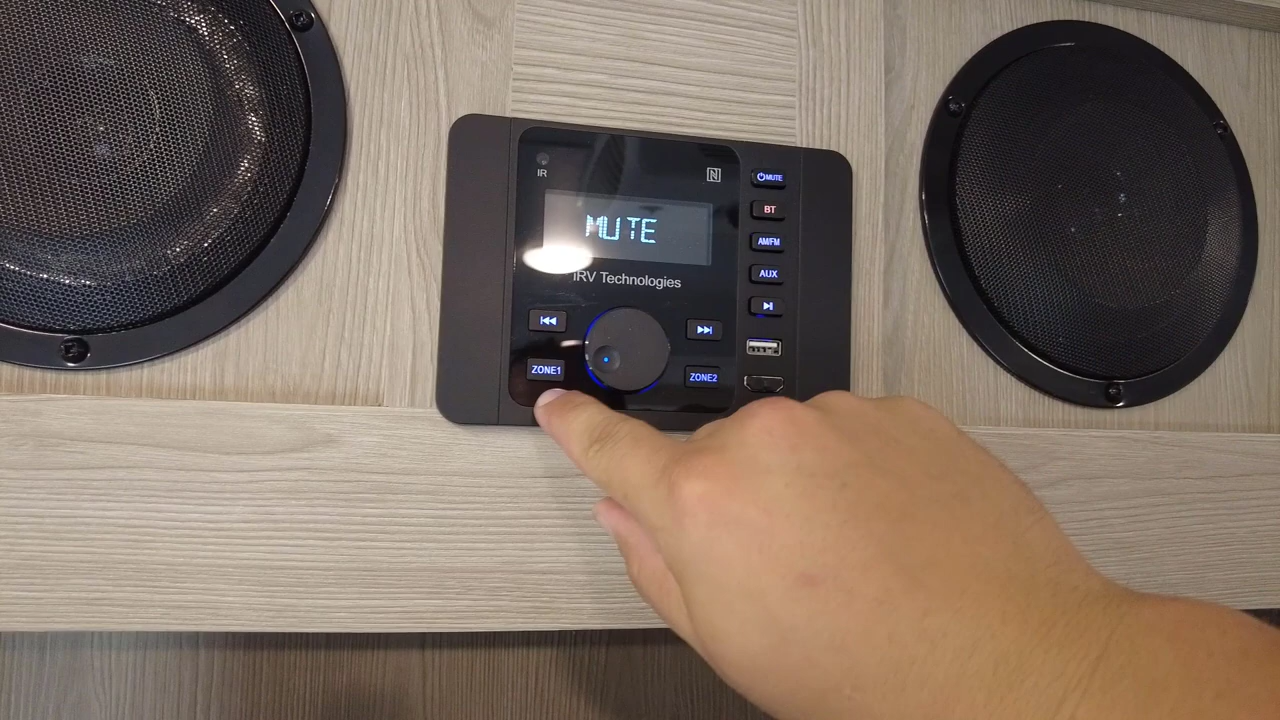 IR
MUTE
MUTE
BT
AM/FM
AUX
iRV Technologies
ZONE1
ZONE2